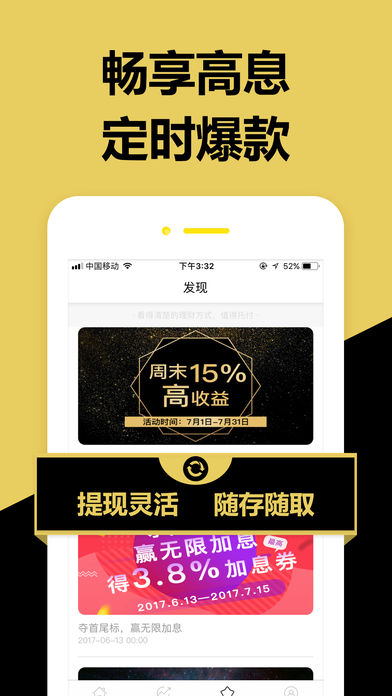 畅享高息
定时爆款
中国移动 下午3:32 52%
发现
- 看得清楚的理财方式，值得托付 -
周末15%
高收益
活动时间：7月1日-7月31日
提现灵活 随存随取
赢无限加息
最高
得3.8%加息券
2017.6.13—2017.7.15
夺首尾标，赢无限加息
2017-06-13 00:00